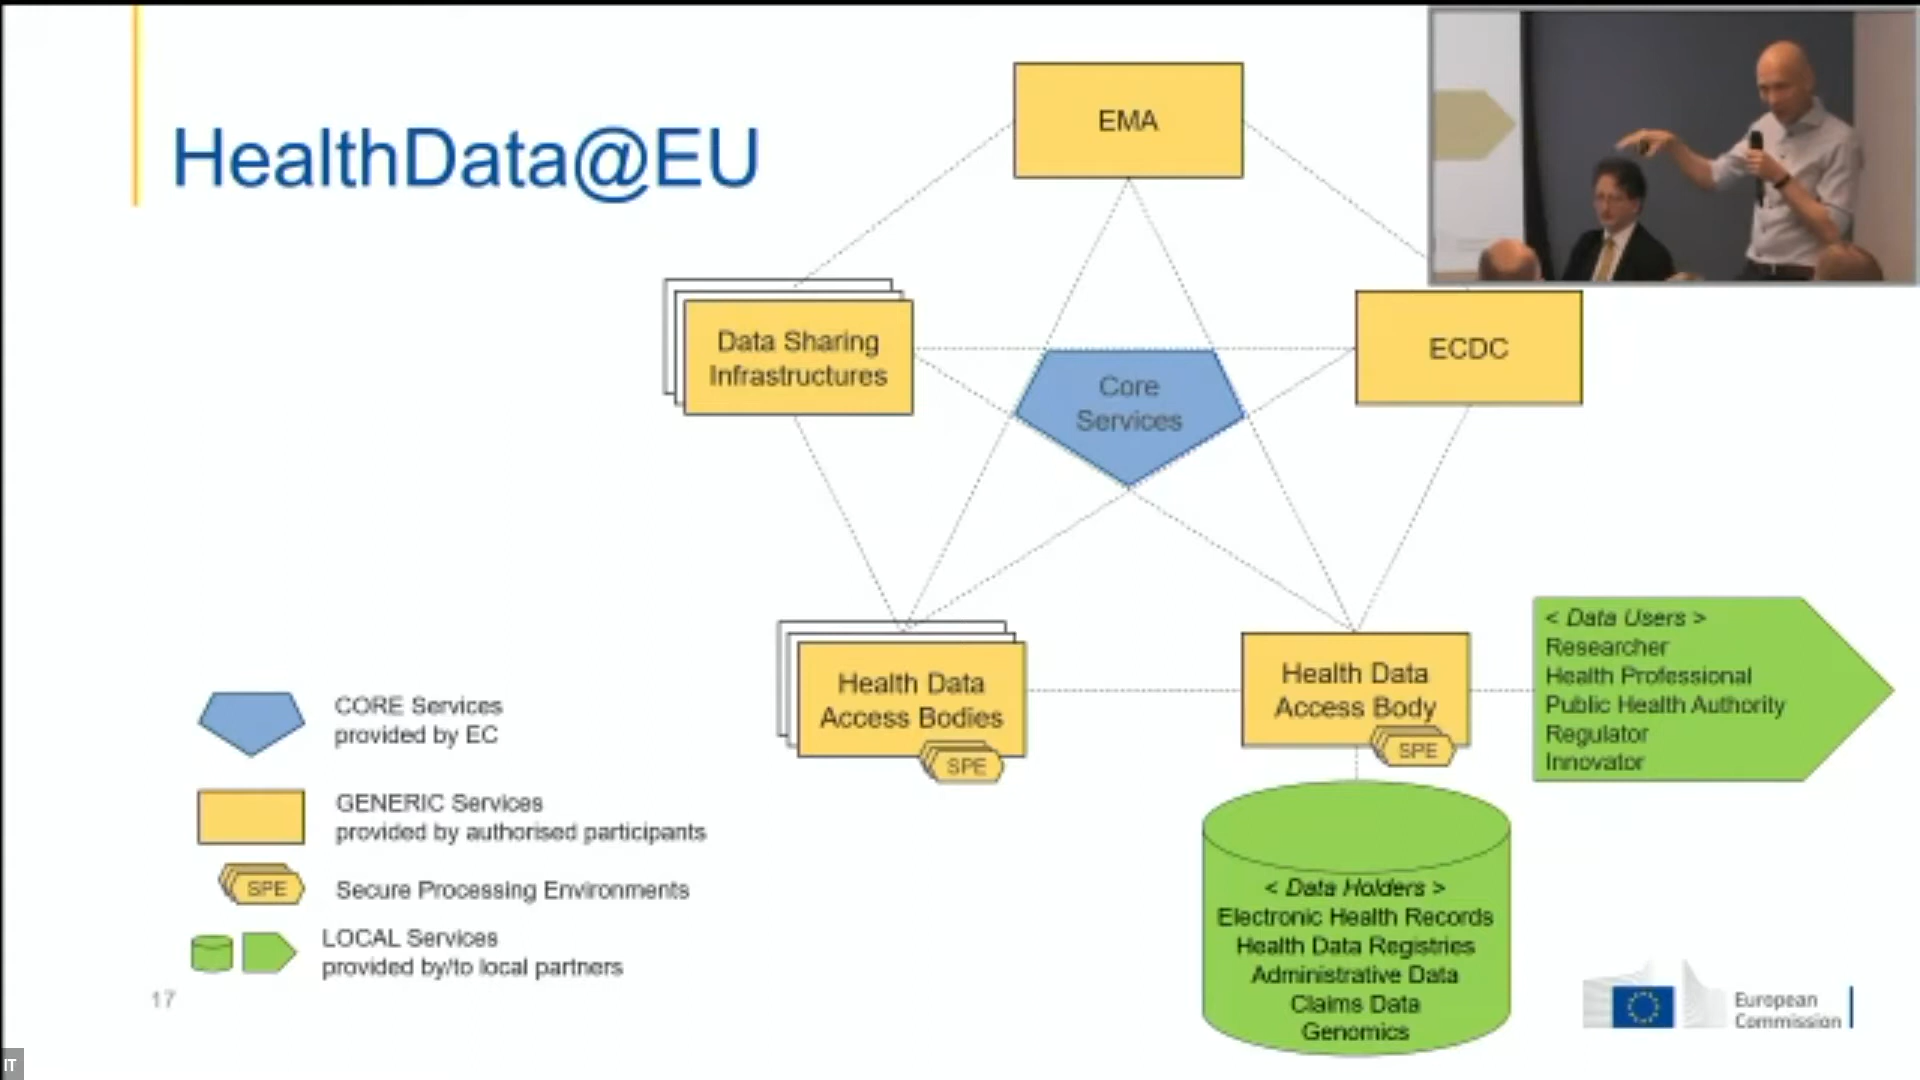 HealthData@EU
EMA
Data Sharing
Infrastructures
ECDC
Core
Services
Health Data
Access Bodies
SPE
Health Data
Access Body
SPE
< Data Users >
Researcher
Health Professional
Public Health Authority
Regulator
Innovator
< Data Holders >
Electronic Health Records
Health Data Registries
Administrative Data
Claims Data
Genomics
CORE Services
provided by EC
GENERIC Services
provided by authorised participants
SPE
Secure Processing Environments
LOCAL Services
provided by/to local partners
17
European
Commission
IT